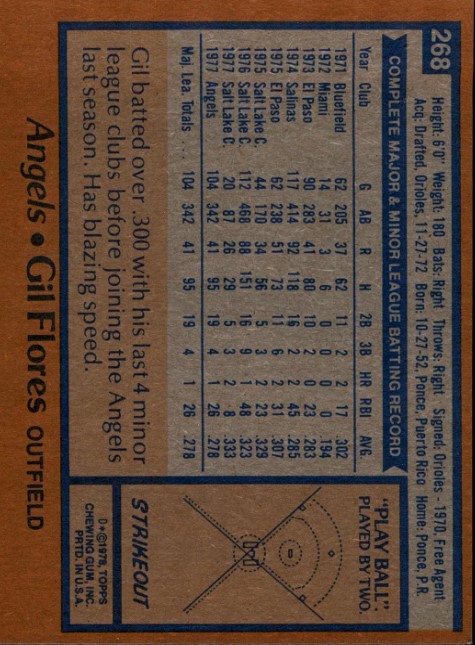 268
Height: 6'0" Weight: 180 Bats: Right Throws: Right Signed: Orioles - 1970, Free Agent
Acq: Drafted, Orioles, 11-27-72 Born: 10-27-52, Ponce, Puerto Rico Home: Ponce, P.R.
COMPLETE MAJOR & MINOR LEAGUE BATTING RECORD
Year Club G AB R H 2B 3B HR RBI AVG.
1971 Bluefield 62 205 37 62 11 2 2 17 .302
1972 Miami 14 31 3 6 0 0 0 0 .194
1973 El Paso 90 283 41 80 10 2 0 23 .283
1974 Salinas 117 414 92 118 16 2 2 45 .285
1975 El Paso 62 238 51 73 11 6 2 31 .307
1975 Salt Lake C. 44 170 34 56 5 3 2 23 .329
1976 Salt Lake C. 112 468 88 151 16 9 1 48 .323
1977 Salt Lake C. 20 87 26 29 5 3 2 8 .333
1977 Angels 104 342 41 95 19 4 1 26 .278
Maj. Lea. Totals ... 104 342 41 95 19 4 1 26 .278
Gil batted over .300 with his last 4 minor
league clubs before joining the Angels
last season. Has blazing speed.
"PLAY BALL".
PLAYED BY TWO.
STRIKEOUT
D*©1978, TOPPS
CHEWING GUM, INC.
PRTD. IN U.S.A.
Angels • Gil Flores OUTFIELD